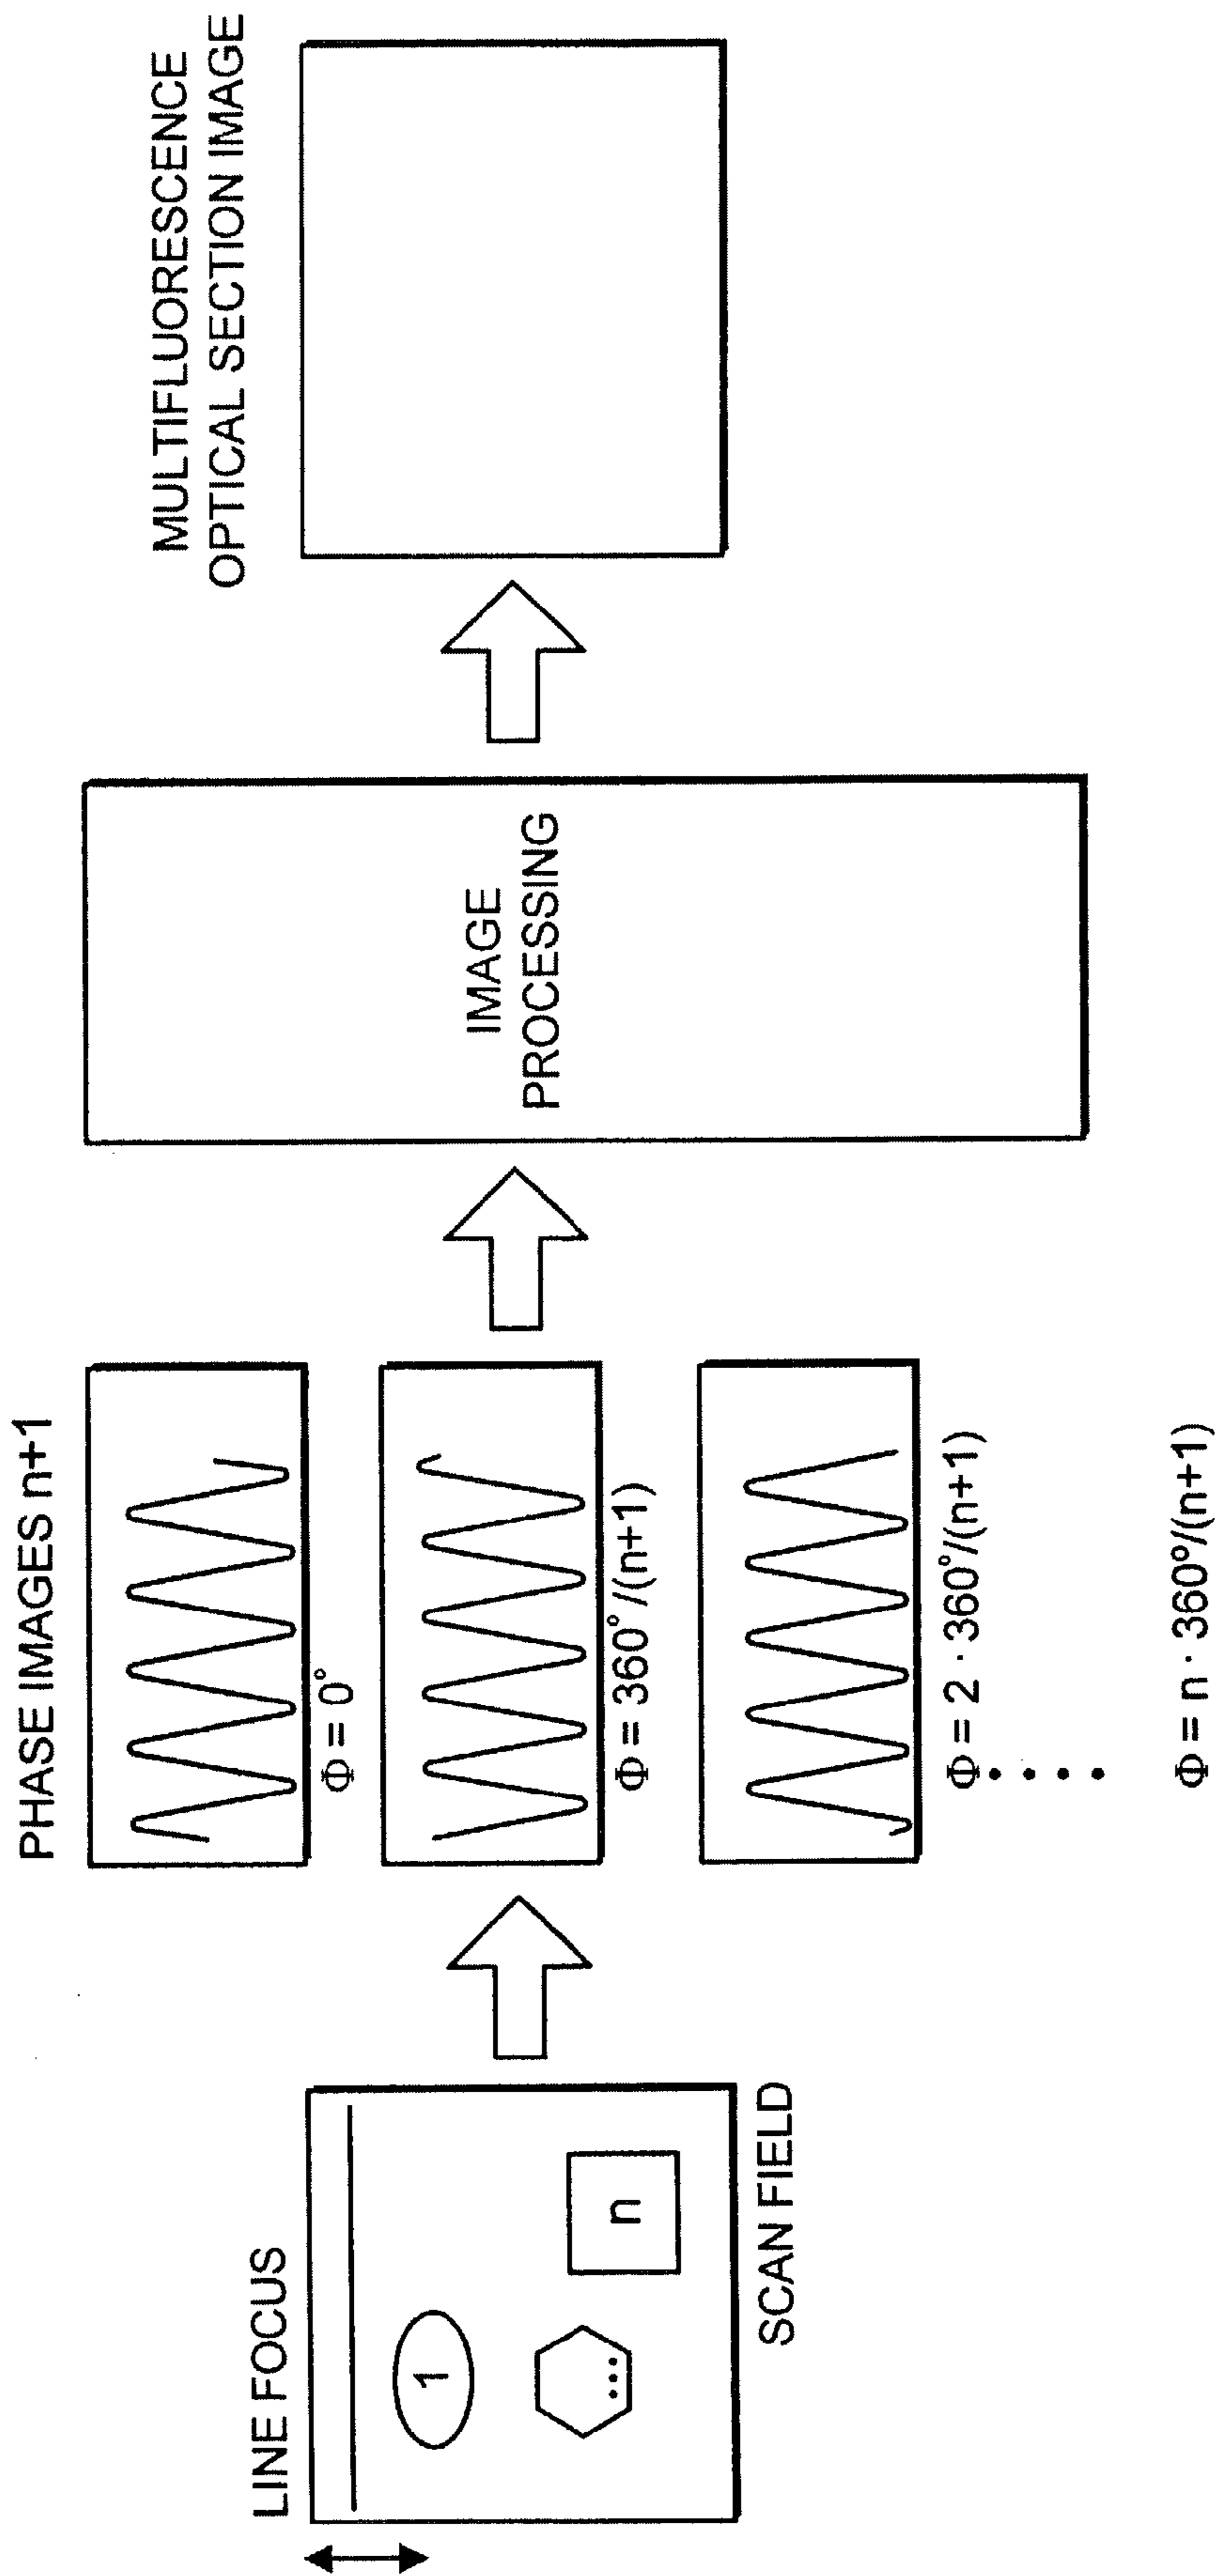 LINE FOCUS
1
n
SCAN FIELD
PHASE IMAGES n+1
Φ = 0°
Φ = 360°/(n+1)
Φ = 2 · 360°/(n+1)
Φ = n · 360°/(n+1)
IMAGE
PROCESSING
MULTIFLUORESCENCE
OPTICAL SECTION IMAGE